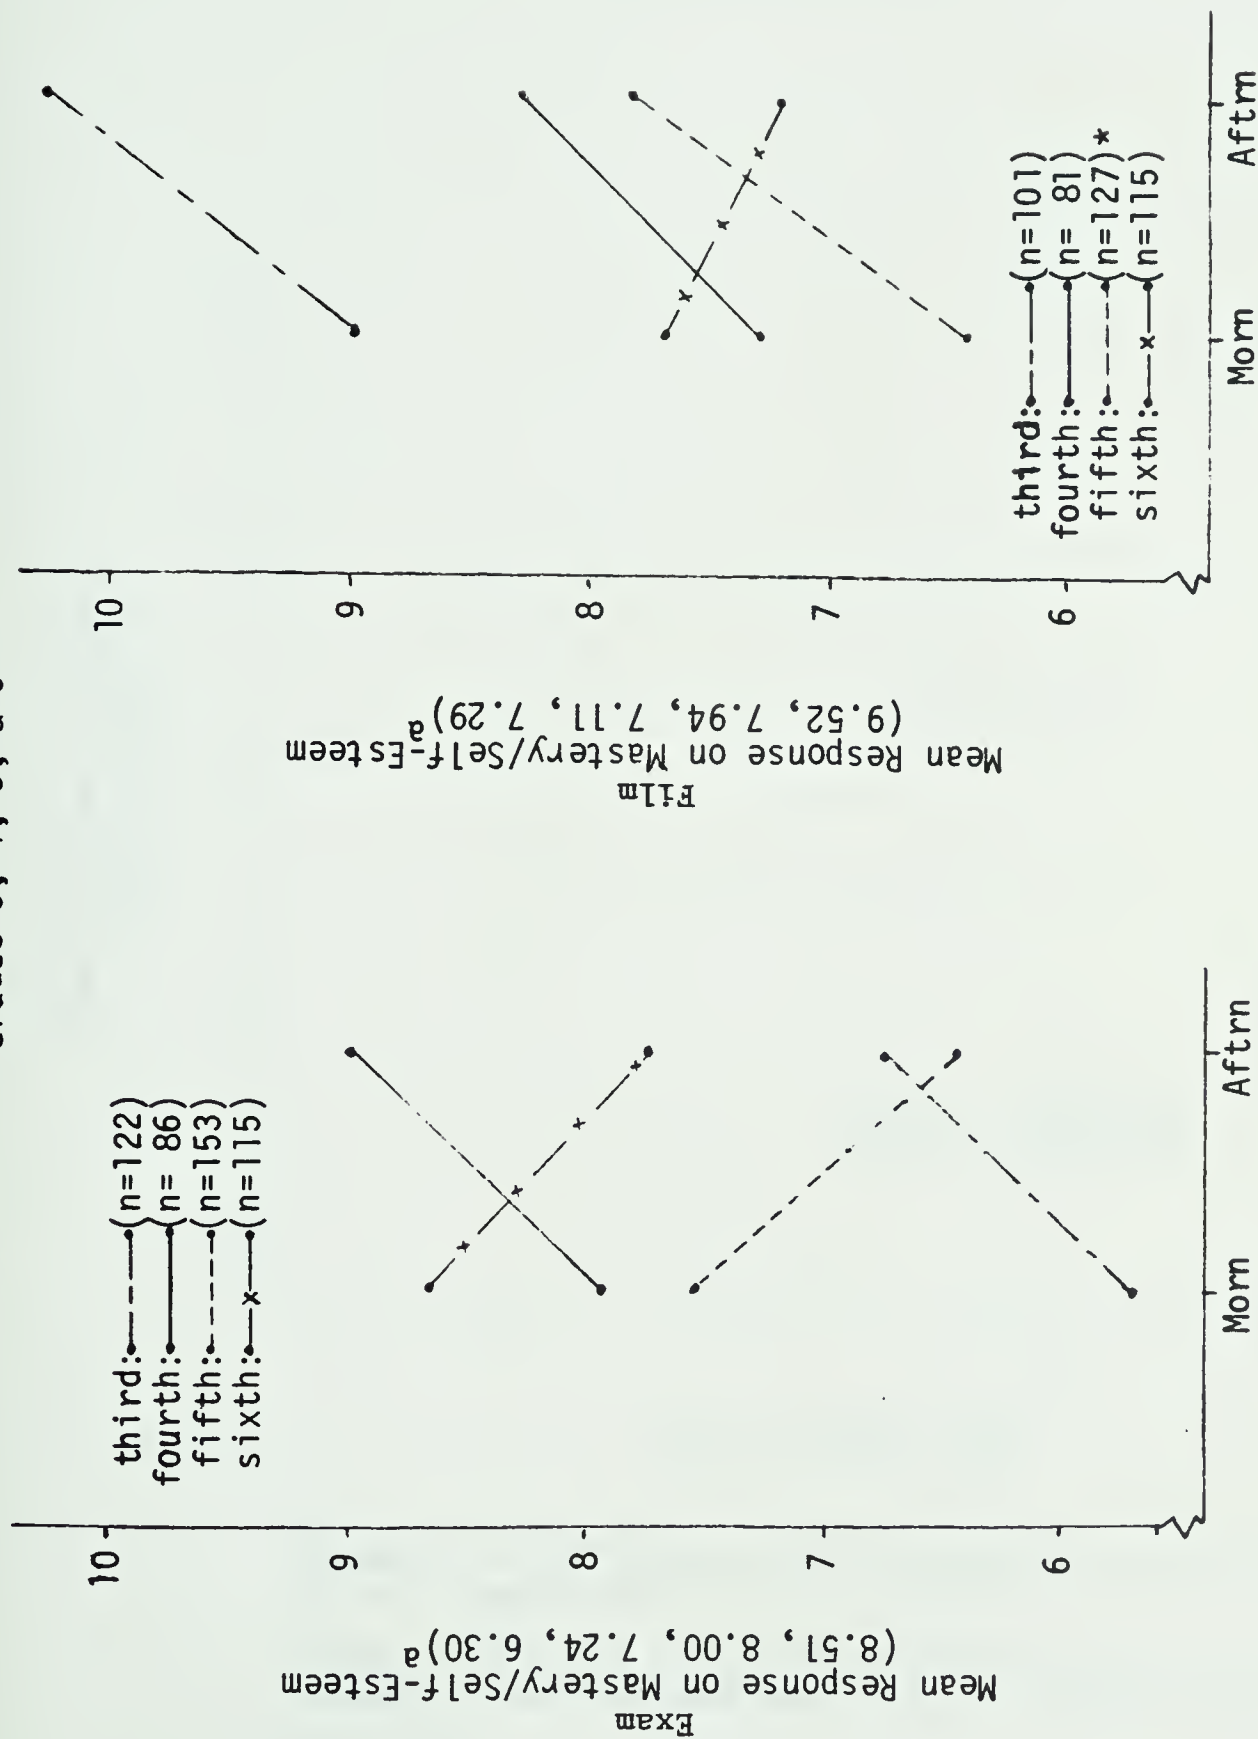 Exam
Mean Response on Mastery/Self-Esteem
(8.51, 8.00, 7.24, 6.30)a
10
9
8
7
6
third: (n=122)
fourth: (n= 86)
fifth: (n=153)
sixth: x (n=115)
Morn Aftrn
Film
Mean Response on Mastery/Self-Esteem
(9.52, 7.94, 7.11, 7.29)a
10
9
8
7
6
third: (n=101)
fourth: (n= 81)
fifth: (n=127)*
sixth: x (n=115)
Morn Aftrn